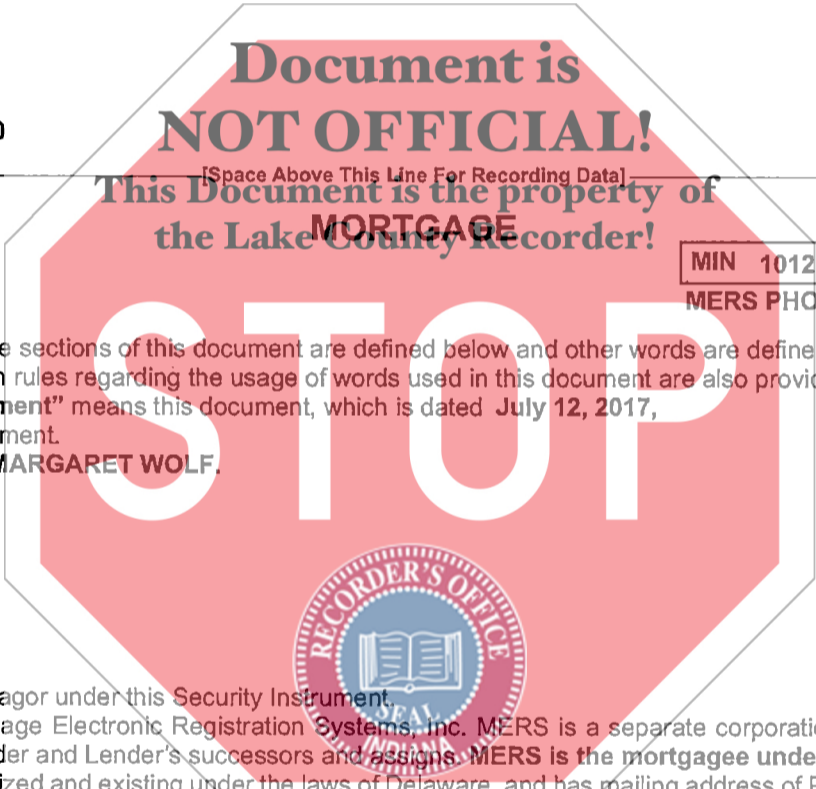 Document is
NOT OFFICIAL!
[Space Above This Line For Recording Data]
This Document is the property of
MORTGAGE
the Lake County Recorder!
MIN 1012
MERS PHO
STOP
e sections of this document are defined below and other words are define
rules regarding the usage of words used in this document are also provid
ment” means this document, which is dated July 12, 2017,
ment.
MARGARET WOLF.
RECORDER'S OFFICE
SEAL
INDIANA
agor under this Security Instrument.
age Electronic Registration Systems, Inc. MERS is a separate corporati
der and Lender's successors and assigns. MERS is the mortgagee unde
ized and existing under the laws of Delaware, and has mailing address of P